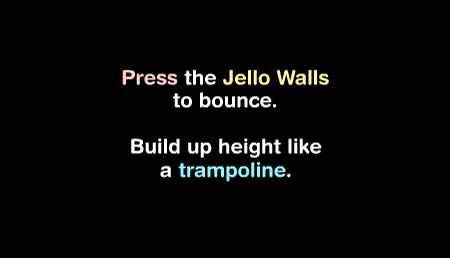 Press the Jello Walls
to bounce.
Build up height like
a trampoline.